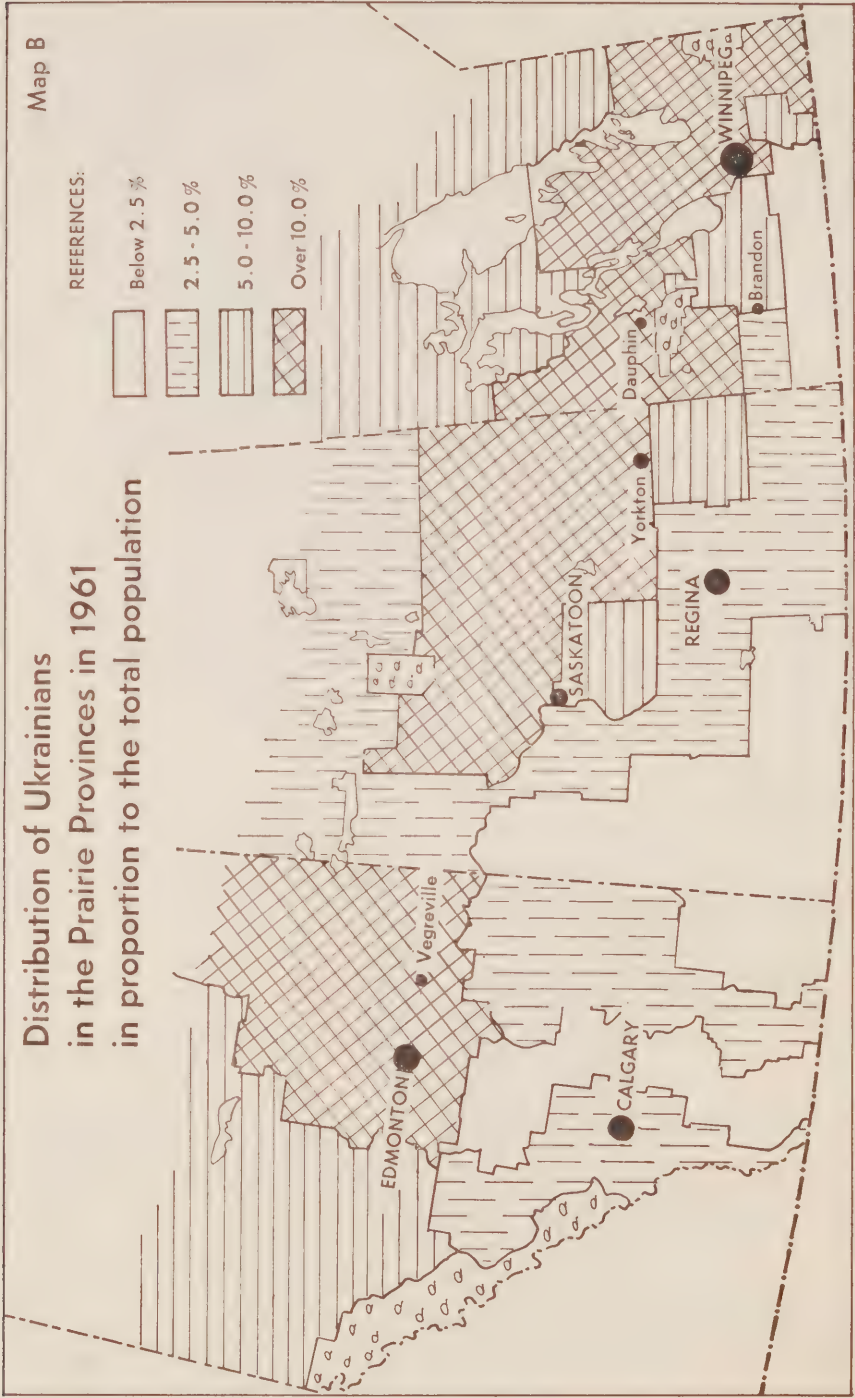 Distribution of Ukrainians
in the Prairie Provinces in 1961
in proportion to the total population
Map B
REFERENCES:
Below 2.5%
2.5 - 5.0%
5.0 - 10.0%
Over 10.0%
EDMONTON
Vegreville
CALGARY
SASKATOON
REGINA
Yorkton
Dauphin
Brandon
WINNIPEG